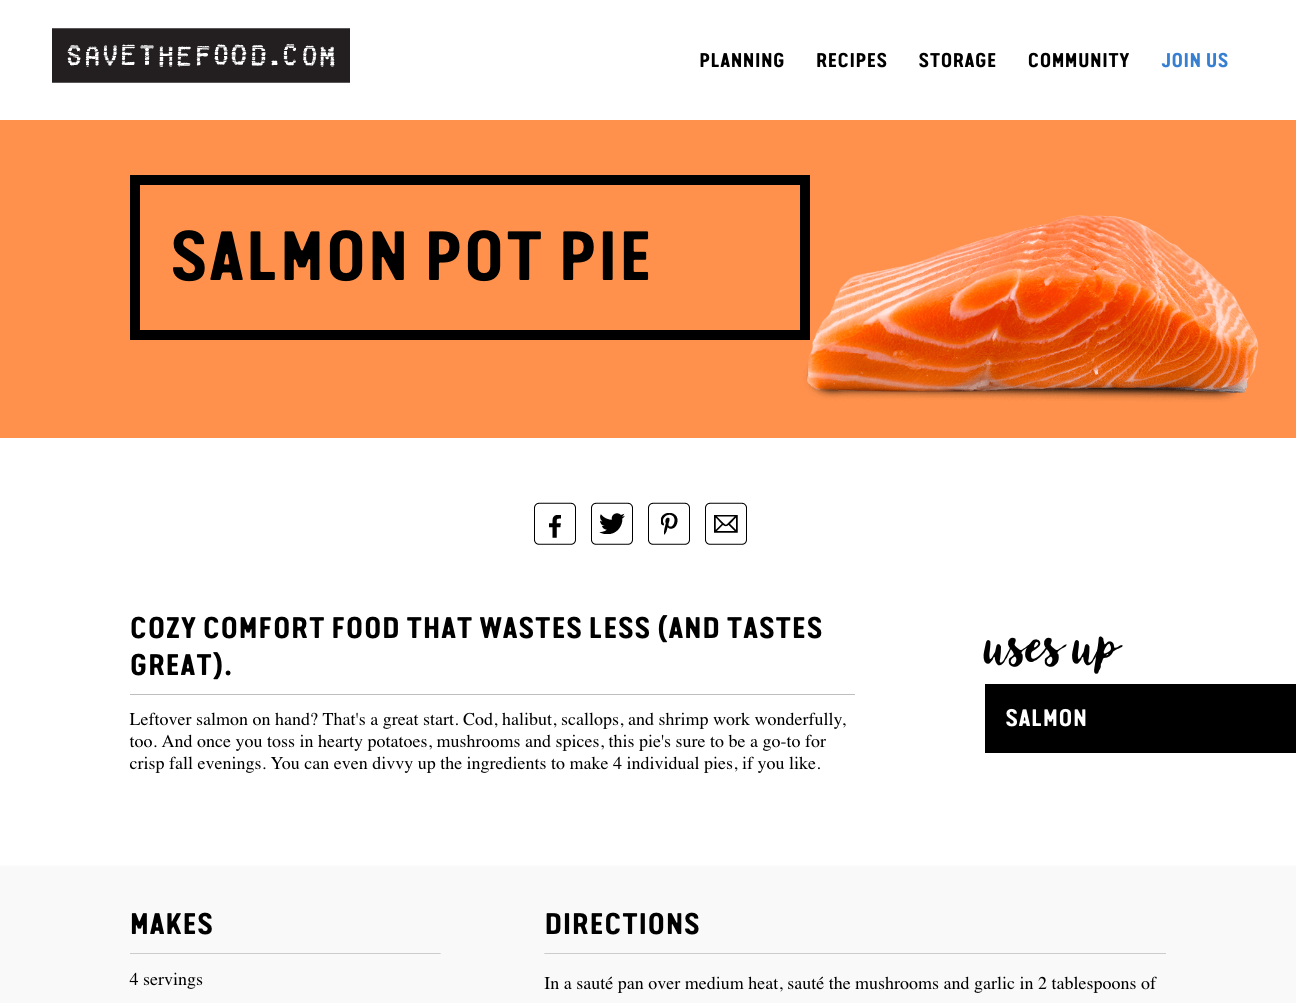 SAVETHEFOOD.COM
PLANNING RECIPES STORAGE COMMUNITY JOIN US
SALMON POT PIE
COZY COMFORT FOOD THAT WASTES LESS (AND TASTES
GREAT).
Leftover salmon on hand? That's a great start. Cod, halibut, scallops, and shrimp work wonderfully,
too. And once you toss in hearty potatoes, mushrooms and spices, this pie's sure to be a go-to for
crisp fall evenings. You can even divvy up the ingredients to make 4 individual pies, if you like.
uses up
SALMON
MAKES
4 servings
DIRECTIONS
In a sauté pan over medium heat, sauté the mushrooms and garlic in 2 tablespoons of